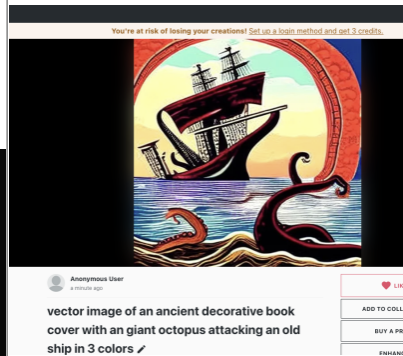 You're at risk of losing your creations! Set up a login method and get 3 credits.
Anonymous User
a minute ago
LIK
vector image of an ancient decorative book
cover with an giant octopus attacking an old
ship in 3 colors
ADD TO COLL
BUY A PR
ENHANC